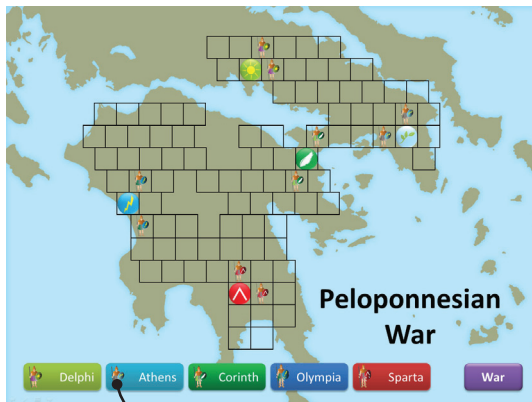 Peloponnesian
War
Delphi
Athens
Corinth
Olympia
Sparta
War